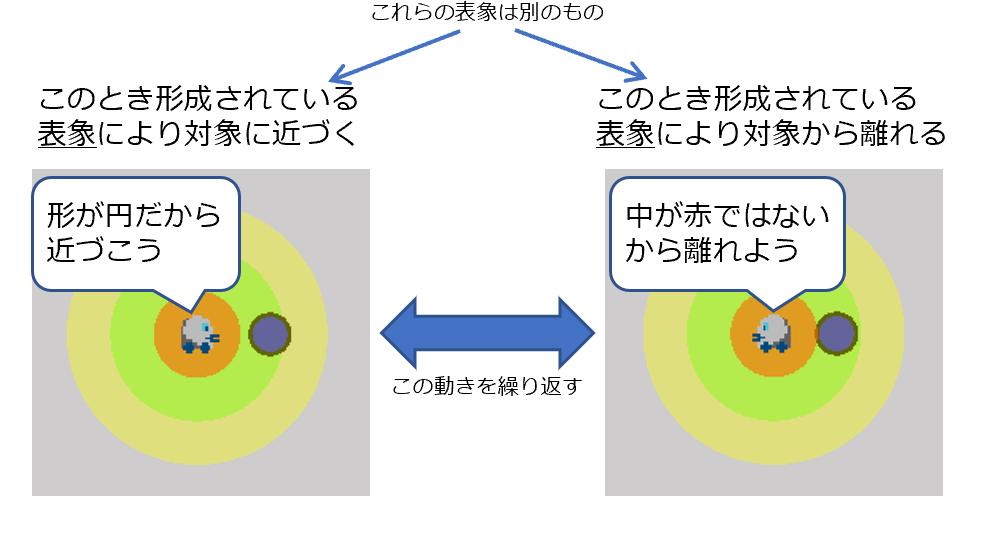 これらの表象は別のもの
このとき形成されている
表象により対象に近づく
このとき形成されている
表象により対象から離れる
形が円だから
近づこう
中が赤ではない
から離れよう
この動きを繰り返す